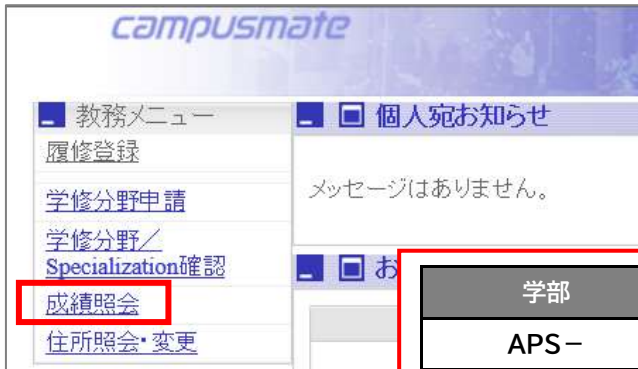 campusmate
教務メニュー
履修登録
学修分野申請
学修分野／
Specialization確認
成績照会
住所照会・変更
個人宛お知らせ
メッセージはありません。
お
学部
APS－